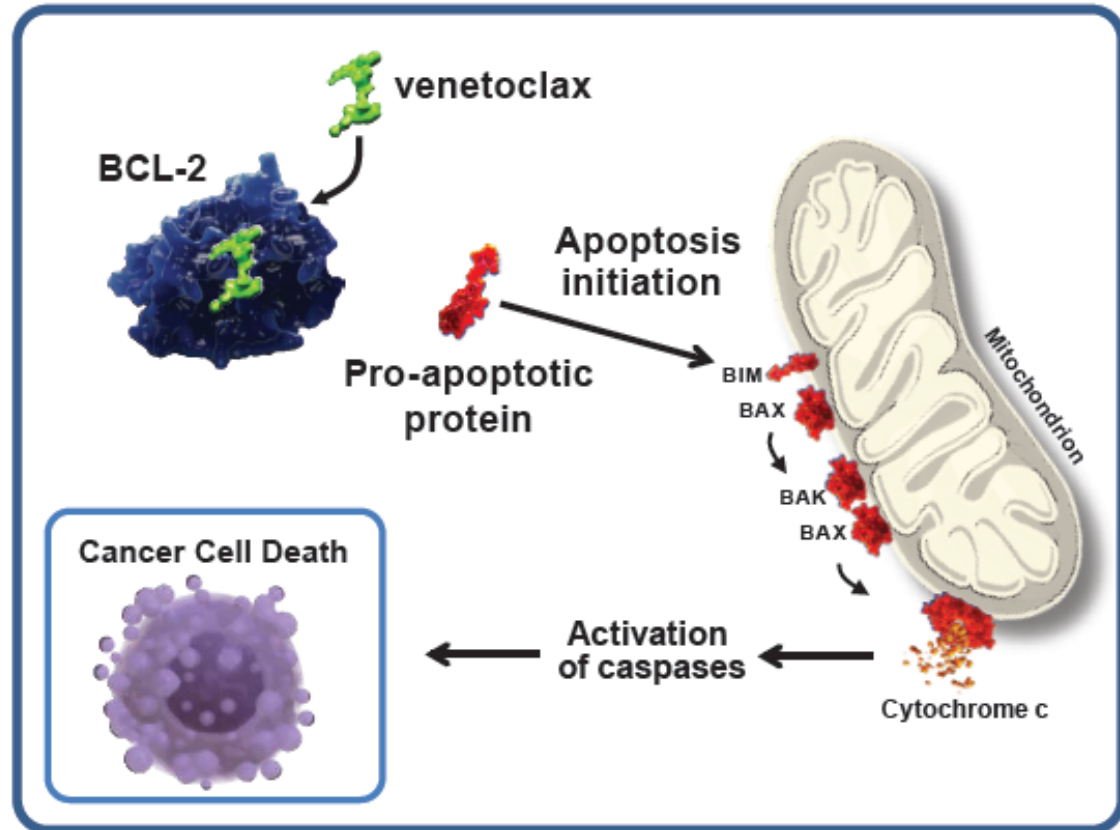 venetoclax
BCL-2
Apoptosis
initiation
Pro-apoptotic
protein
BIM
BAX
BAK
BAX
Mitochondrion
Cytochrome c
Activation
of caspases
Cancer Cell Death